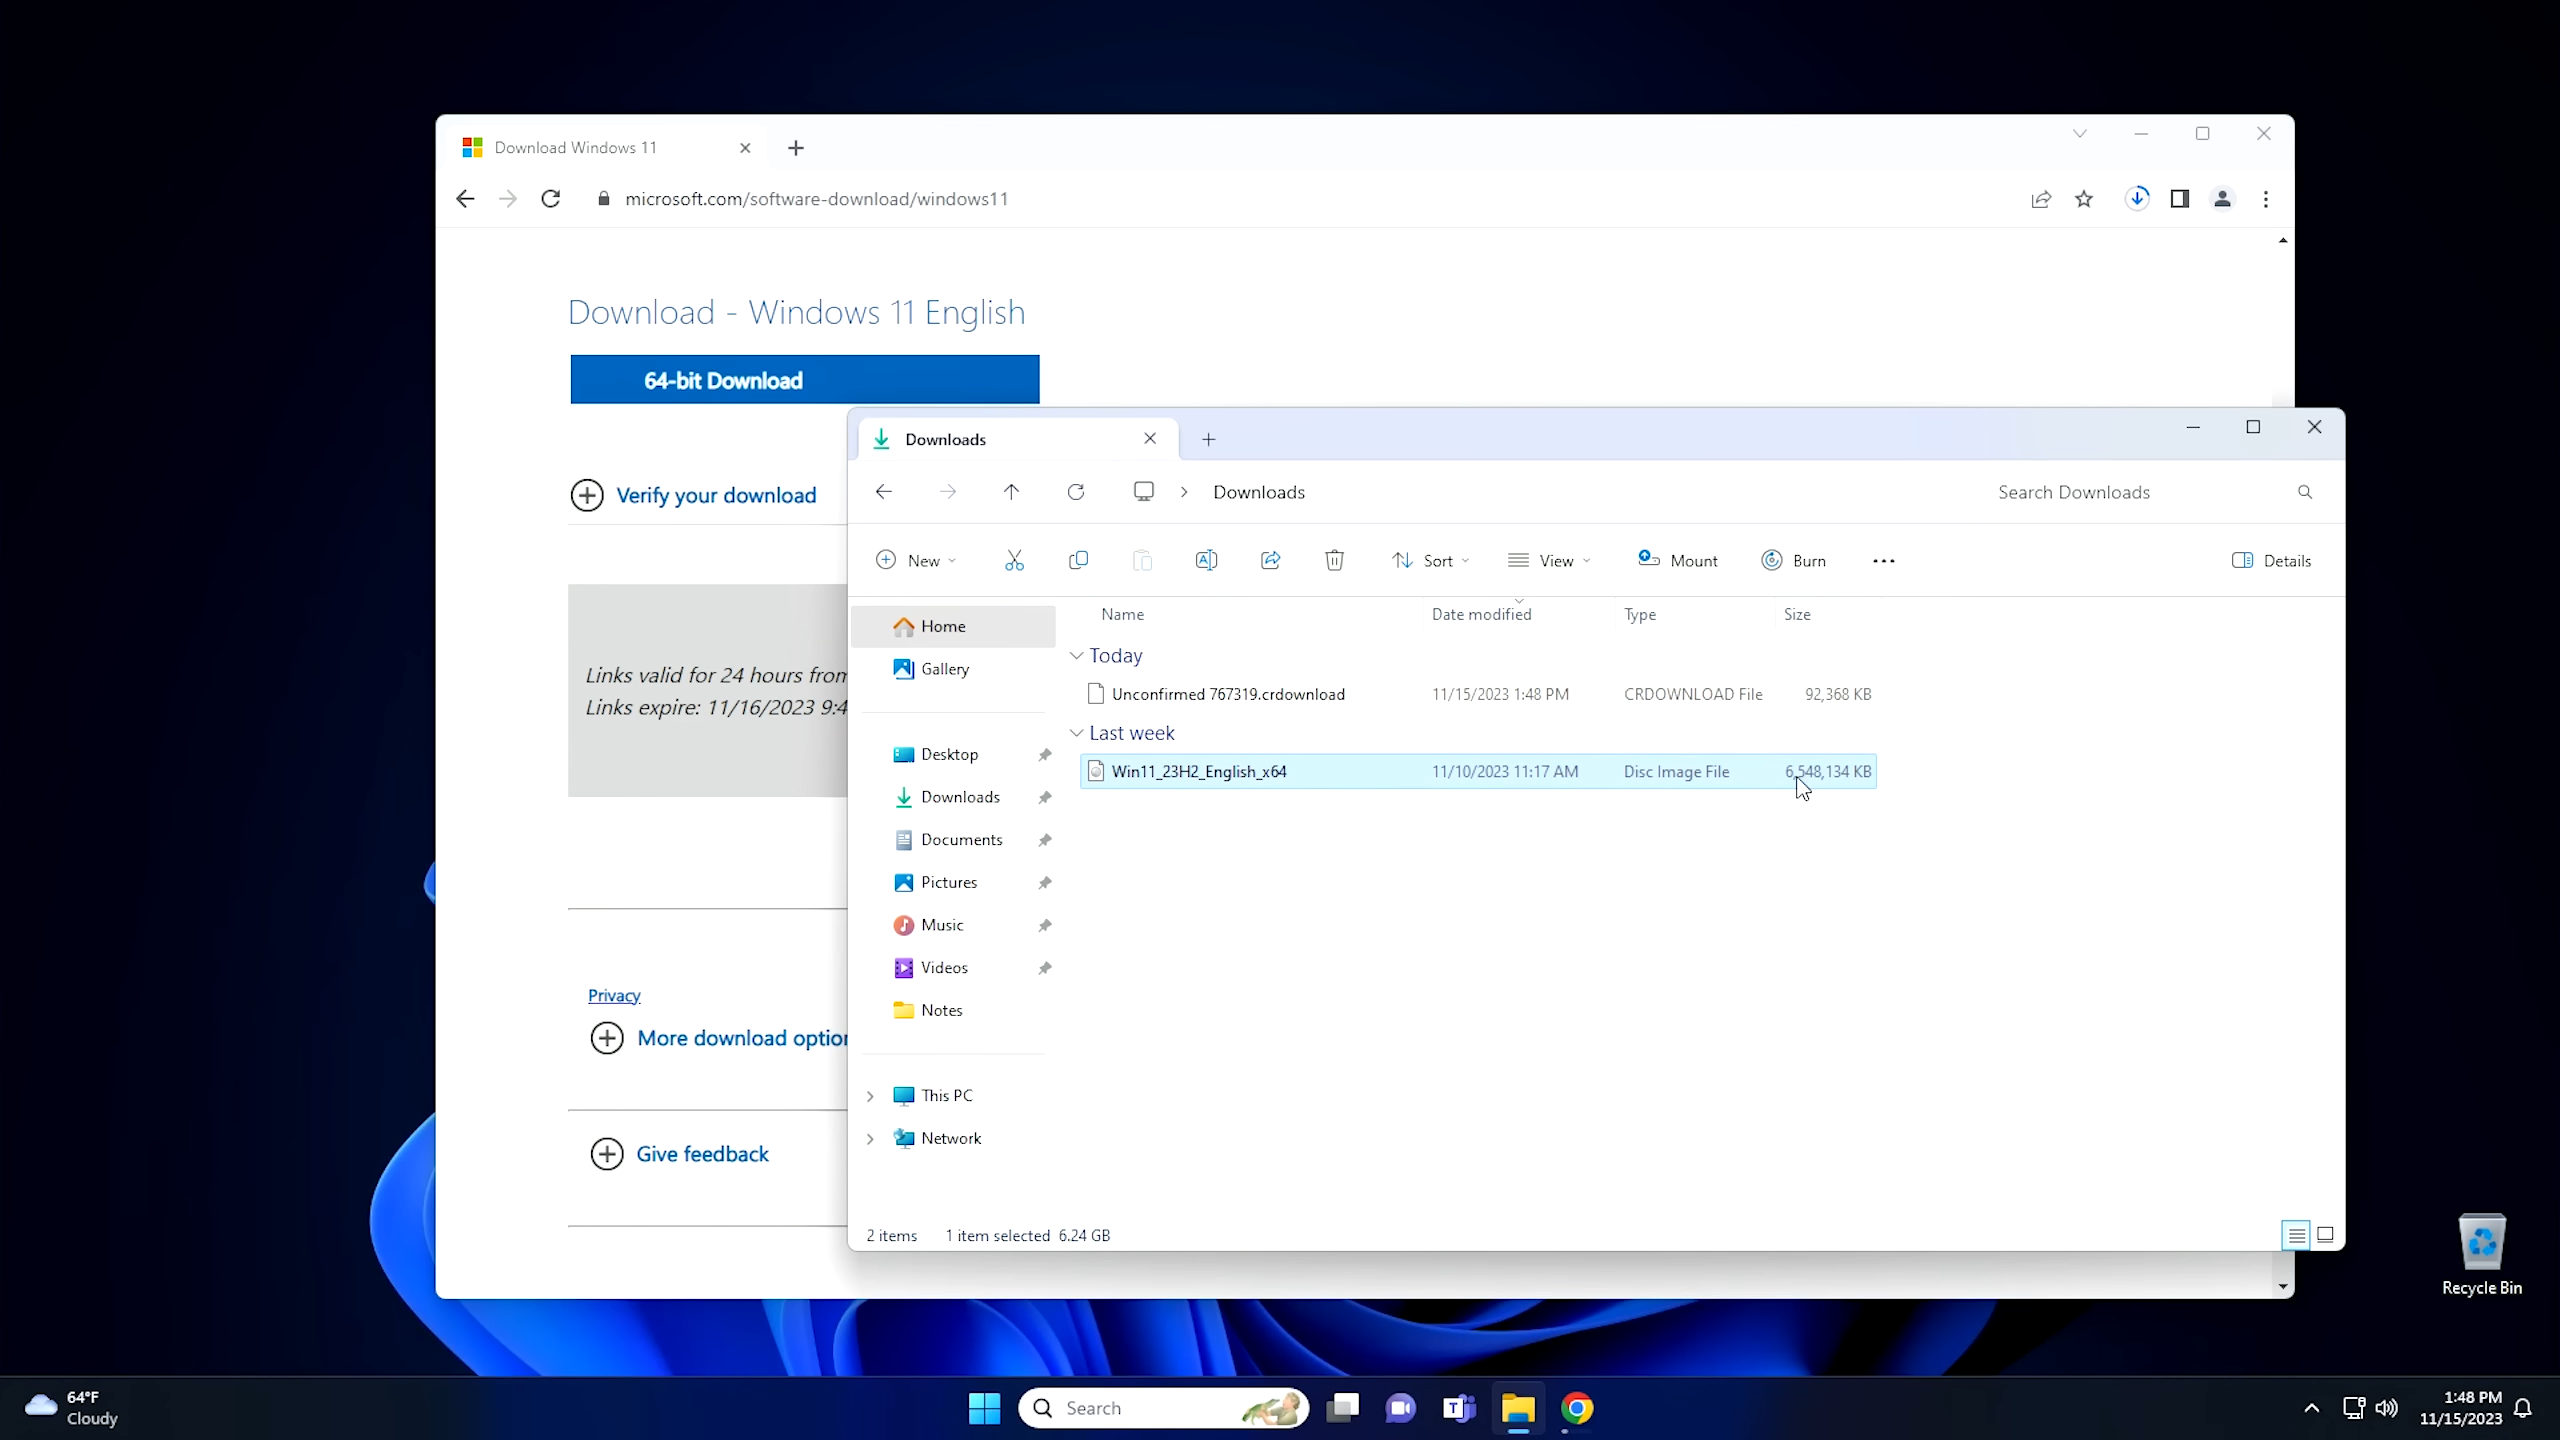 Download Windows 11
microsoft.com/software-download/windows11
Download - Windows 11 English
64-bit Download
Verify your download
Links valid for 24 hours from
Links expire: 11/16/2023 9:4
Privacy
More download option
Give feedback
Downloads
Downloads
Search Downloads
New
Sort
View
Mount
Burn
Details
Home
Gallery
Desktop
Downloads
Documents
Pictures
Music
Videos
Notes
This PC
Network
Name Date modified Type Size
Today
Unconfirmed 767319.crdownload 11/15/2023 1:48 PM CRDOWNLOAD File 92,368 KB
Last week
Win11_23H2_English_x64 11/10/2023 11:17 AM Disc Image File 6,548,134 KB
2 items 1 item selected 6.24 GB
Recycle Bin
64°F
Cloudy
Search
T
1:48 PM
11/15/2023